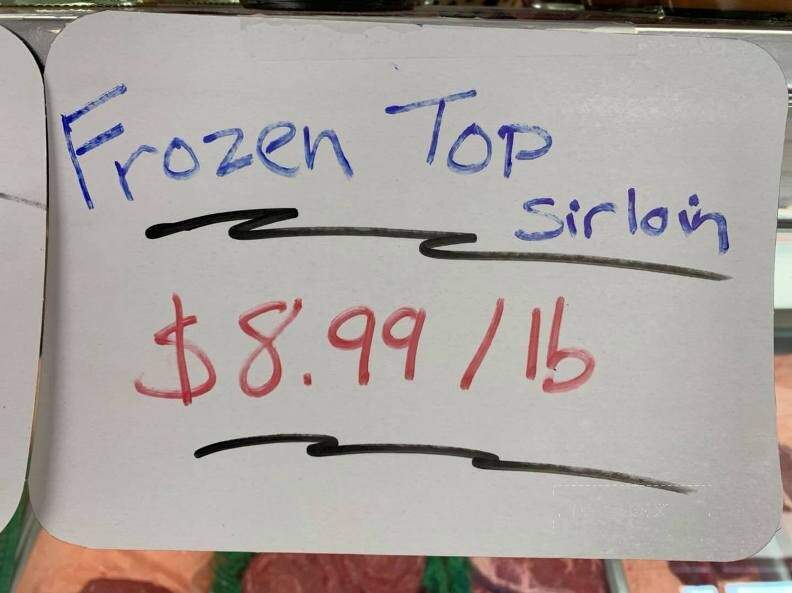 Frozen Top
Sirloin
$8.99/lb